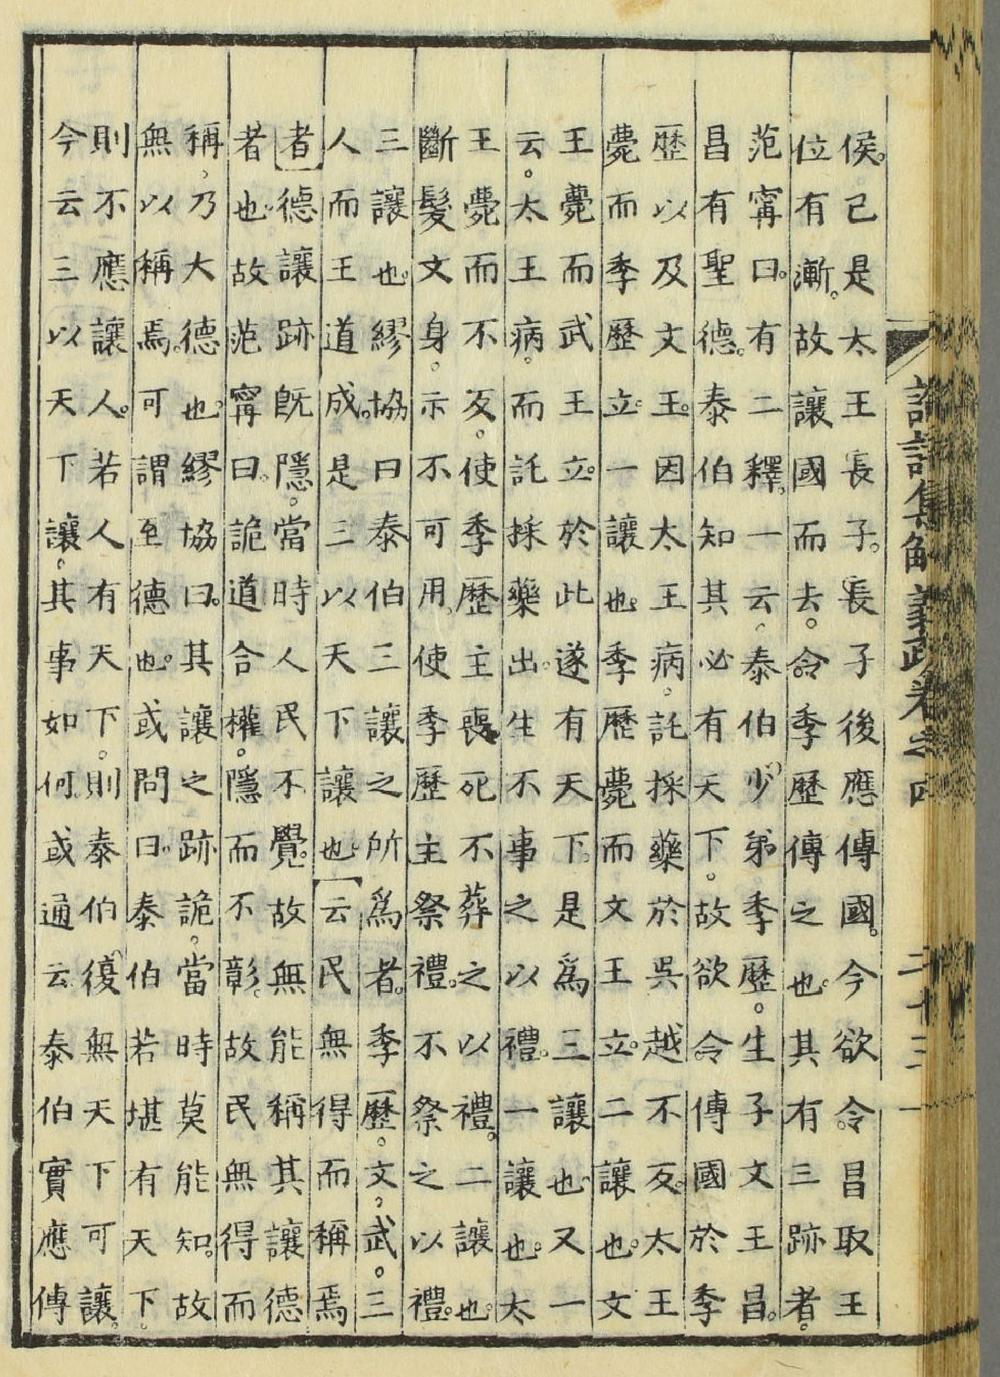 論語集解義疏卷之四
侯。已是太王長子。長子後應傳國。今欲令。昌取王
位有漸。故讓國而去。令季歷傳之也。其有三跡者。
范甯曰。有二釋。一云、泰伯少弟季歷。生子文王昌。
昌有聖德。泰伯知其必有天下。故欲令傳國於季
歷以及文王。因太王病。託採藥於吳越不反。太王
薨而季歷立。一讓也。季歷薨而文王立。二讓也。文
王薨而武王立。於此遂有天下。是爲三讓也。又一
云。太王病。而託採藥出。生不事之以禮。一讓也。太
王薨而不反。使季歷主喪。死不葬之以禮。二讓也。
斷髮文身。示不可用。使季歷主祭禮。不祭之以禮。
三讓也。繆協曰泰伯三讓之所爲者。季歷。文。武。三
人而王道成。是三以天下讓也。云民無得而稱焉
者德讓跡旣隱。當時人民不覺。故無能稱其讓德
者也。故范甯曰。詭道合權。隱而不彰。故民無得而
稱、乃大德也。繆協曰。其讓之跡詭。當時莫能知。故
無以稱焉。可謂至德也。或問曰。泰伯若堪有天下。
則不應讓人。若人有天下。則泰伯復無天下可讓。
今云三以天下讓。其事如何或通云泰伯實應傳